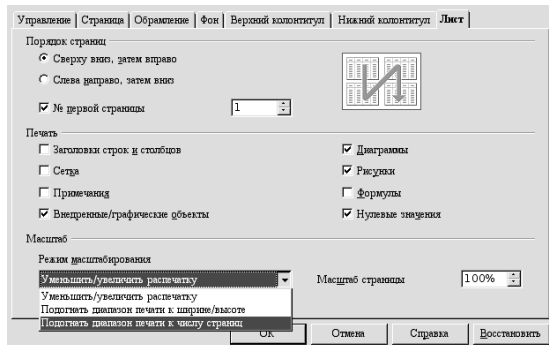 Управление Страница Обрамление Фон Верхний колонтитул Нижний колонтитул Лист
Порядок страниц
Сверху вниз, затем вправо
Слева направо, затем вниз
№ первой страницы 1
Печать
Заголовки строк и столбцов Диаграммы
Сетка Рисунки
Примечания Формулы
Внедренные/графические объекты Нулевые значения
Масштаб
Режим масштабирования
Уменьшить/увеличить распечатку Масштаб страницы 100%
Уменьшить/увеличить распечатку
Подогнать диапазон печати к ширине/высоте
Подогнать диапазон печати к числу страниц
ОК Отмена Справка Восстановить